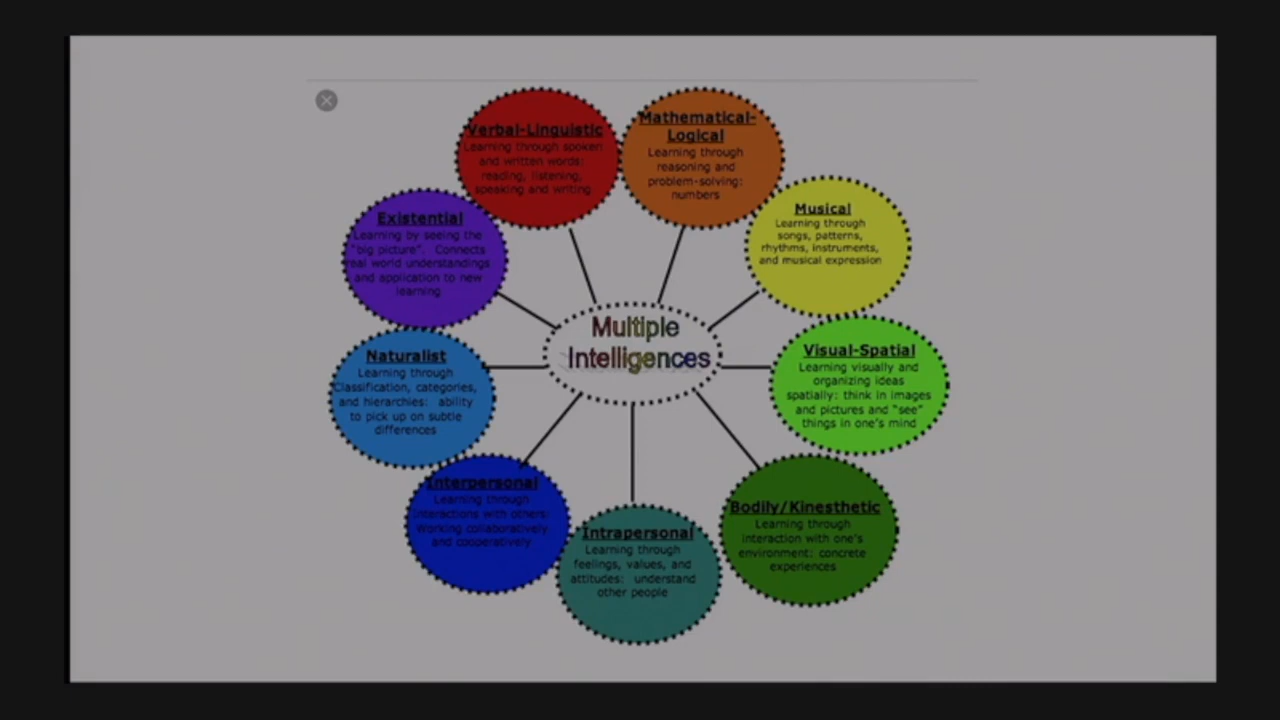 Verbal-Linguistic
Learning through spoken
and written words:
reading, listening,
speaking and writing
Mathematical-
Logical
Learning through
reasoning and
problem-solving:
numbers
Musical
Learning through
songs, patterns,
rhythms, instruments,
and musical expression
Existential
Learning by seeing the
"big picture". Connects
real world understandings
and application to new
learning
Multiple
Intelligences
Visual-Spatial
Learning visually and
organizing ideas
spatially: think in images
and pictures and "see"
things in one's mind
Naturalist
Learning through
Classification, categories,
and hierarchies: ability
to pick up on subtle
differences
Interpersonal
Learning through
interactions with others:
Working collaboratively
and cooperatively
Intrapersonal
Learning through
feelings, values, and
attitudes: understand
other people
Bodily/Kinesthetic
Learning through
interaction with one's
environment: concrete
experiences